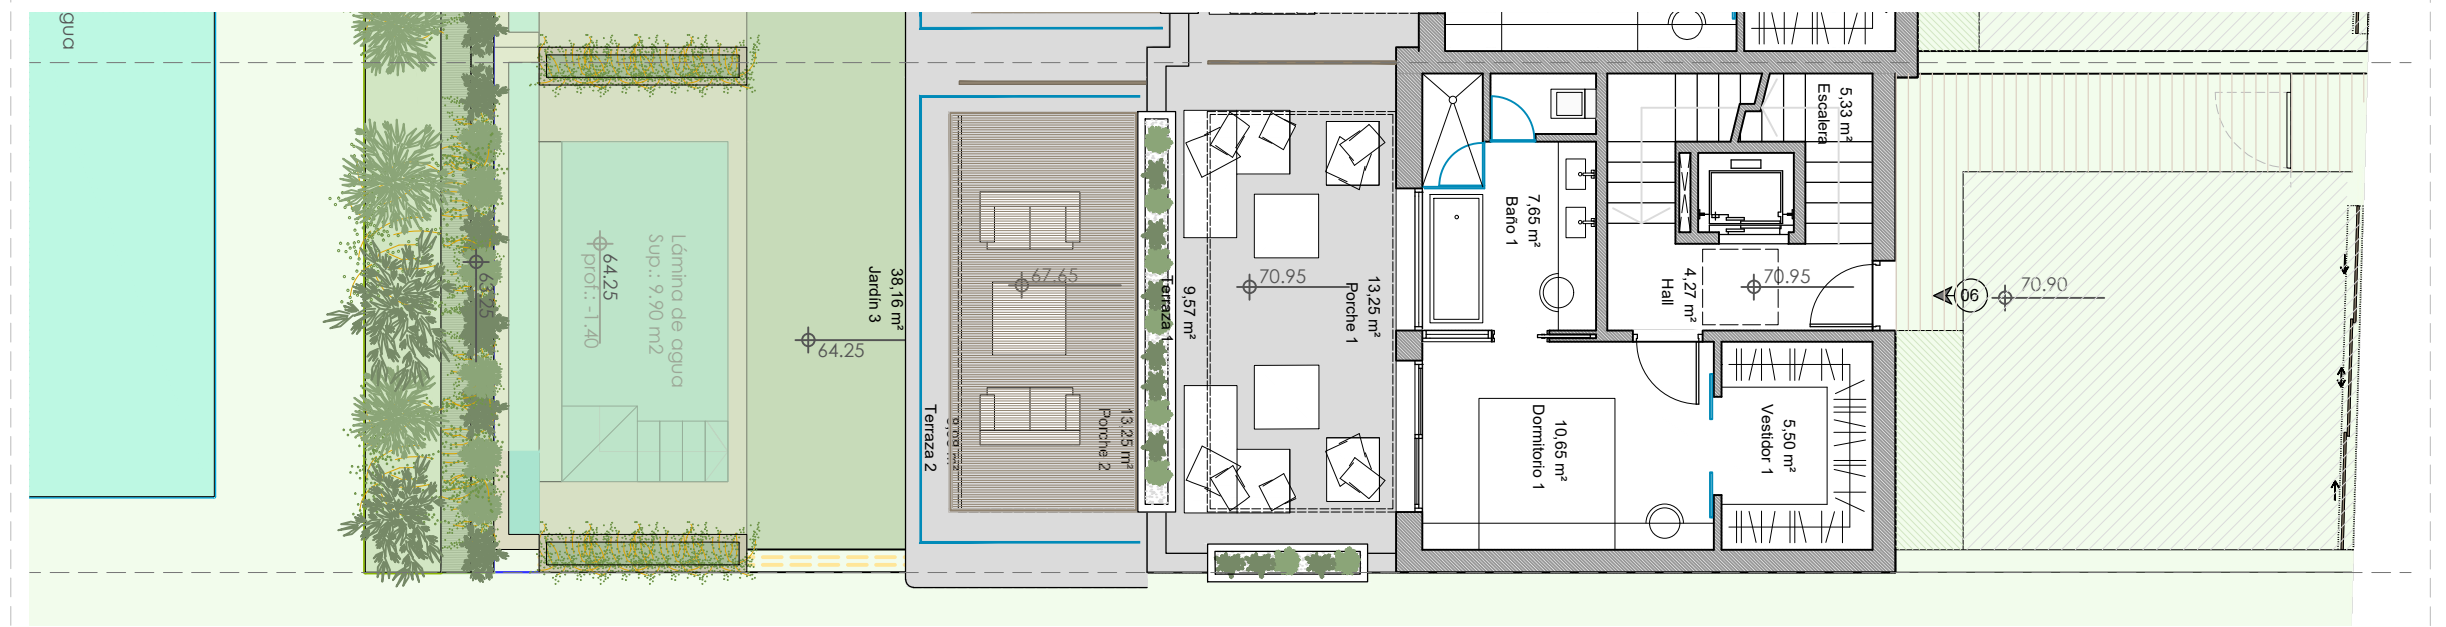 agua
63.25
64.25
prof.: -1.40
Lámina de agua
Sup.: 9.90 m2
64.25
38,16 m²
Jardín 3
Terraza 2
67.65
13,25 m²
Porche 2
Terraza 1
9,57 m²
70.95
13,25 m²
Porche 1
7,65 m²
Baño 1
10,65 m²
Dormitorio 1
5,33 m²
Escalera
4,27 m²
Hall
70.95
5,50 m²
Vestidor 1
06
70.90